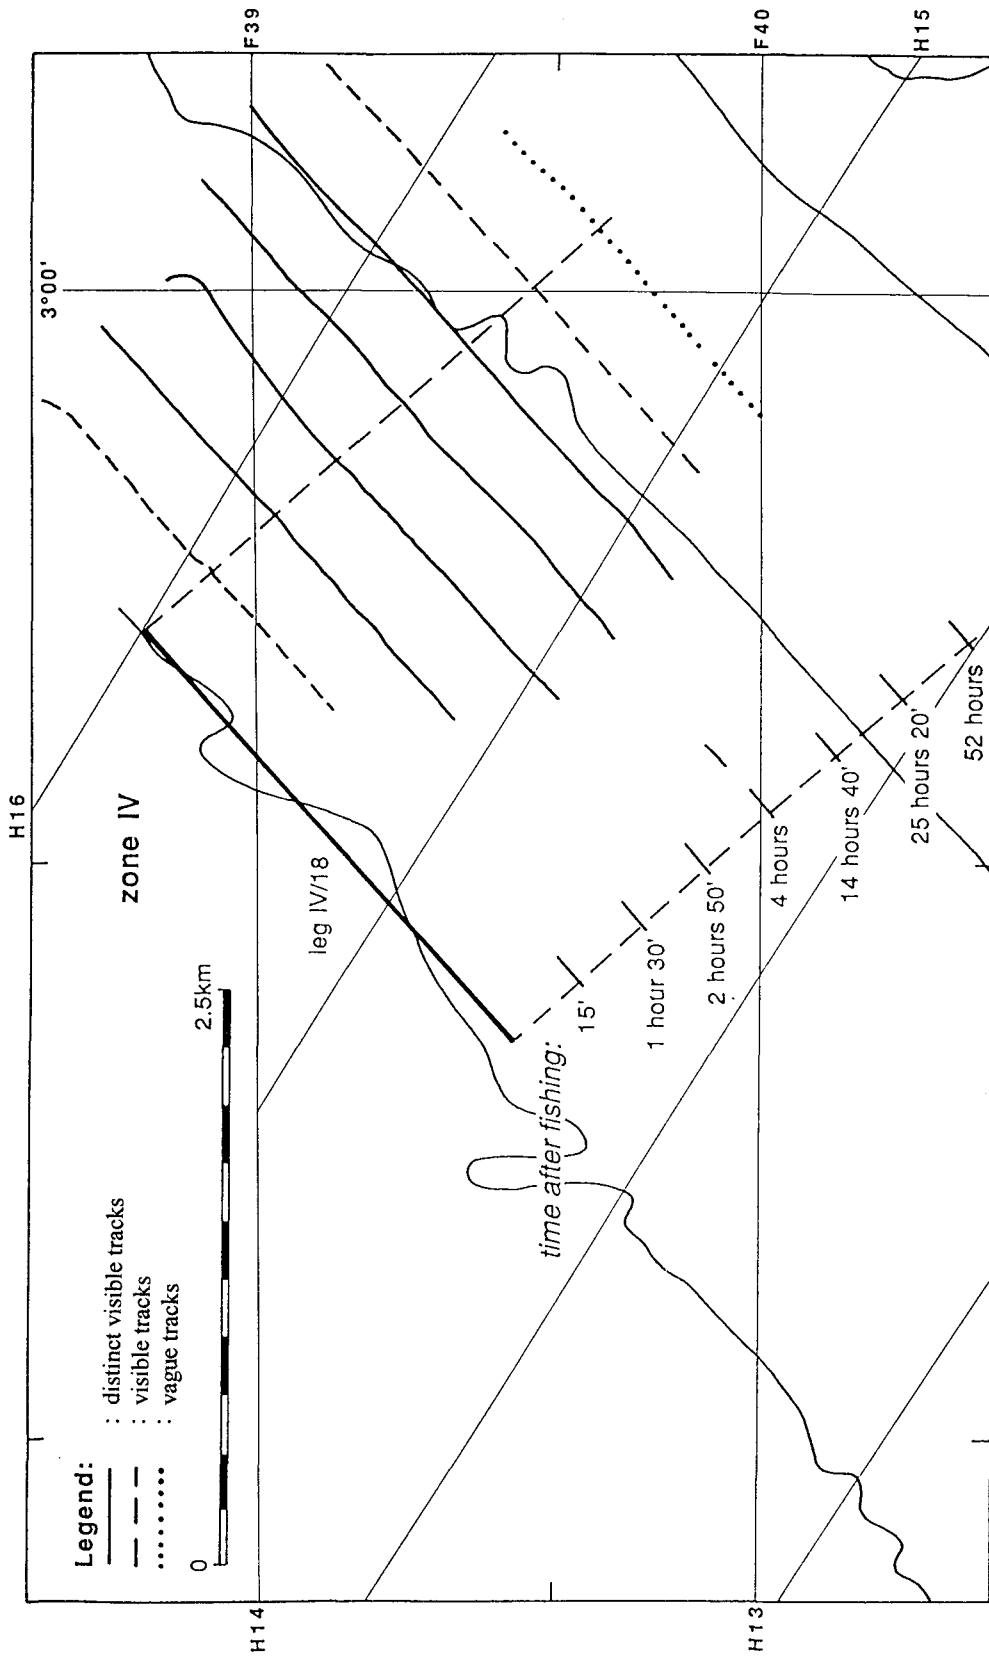 Legend:
: distinct visible tracks
: visible tracks
: vague tracks
0
2.5km
zone IV
leg IV/18
time after fishing:
15'
1 hour 30'
2 hours 50'
4 hours
14 hours 40'
25 hours 20'
52 hours
H16
3°00'
F39
F40
H15
H14
H13